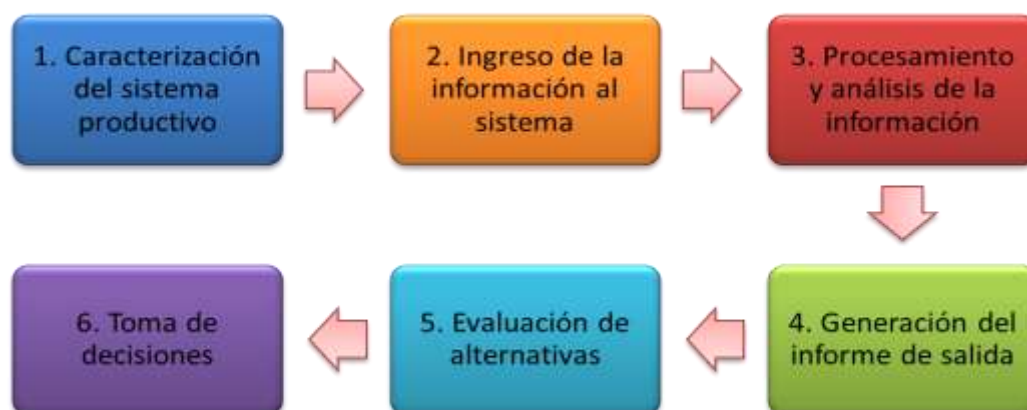 1. Caracterización
del sistema
productivo
2. Ingreso de la
información al
sistema
3. Procesamiento
y análisis de la
información
4. Generación del
informe de salida
5. Evaluación de
alternativas
6. Toma de
decisiones